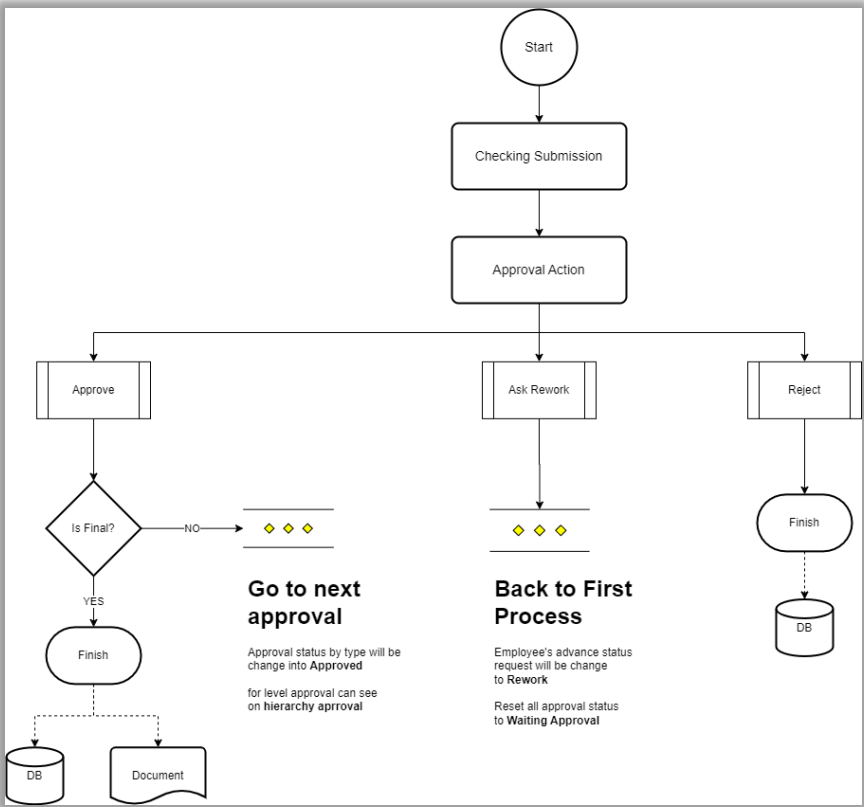 Start
Checking Submission
Approval Action
Approve
Ask Rework
Reject
Is Final?
NO
Finish
YES
Go to next
approval
Back to First
Process
DB
Finish
Approval status by type will be
change into Approved
for level approval can see
on hierarchy aprroval
Employee's advance status
request will be change
to Rework
Reset all approval status
to Waiting Approval
DB
Document